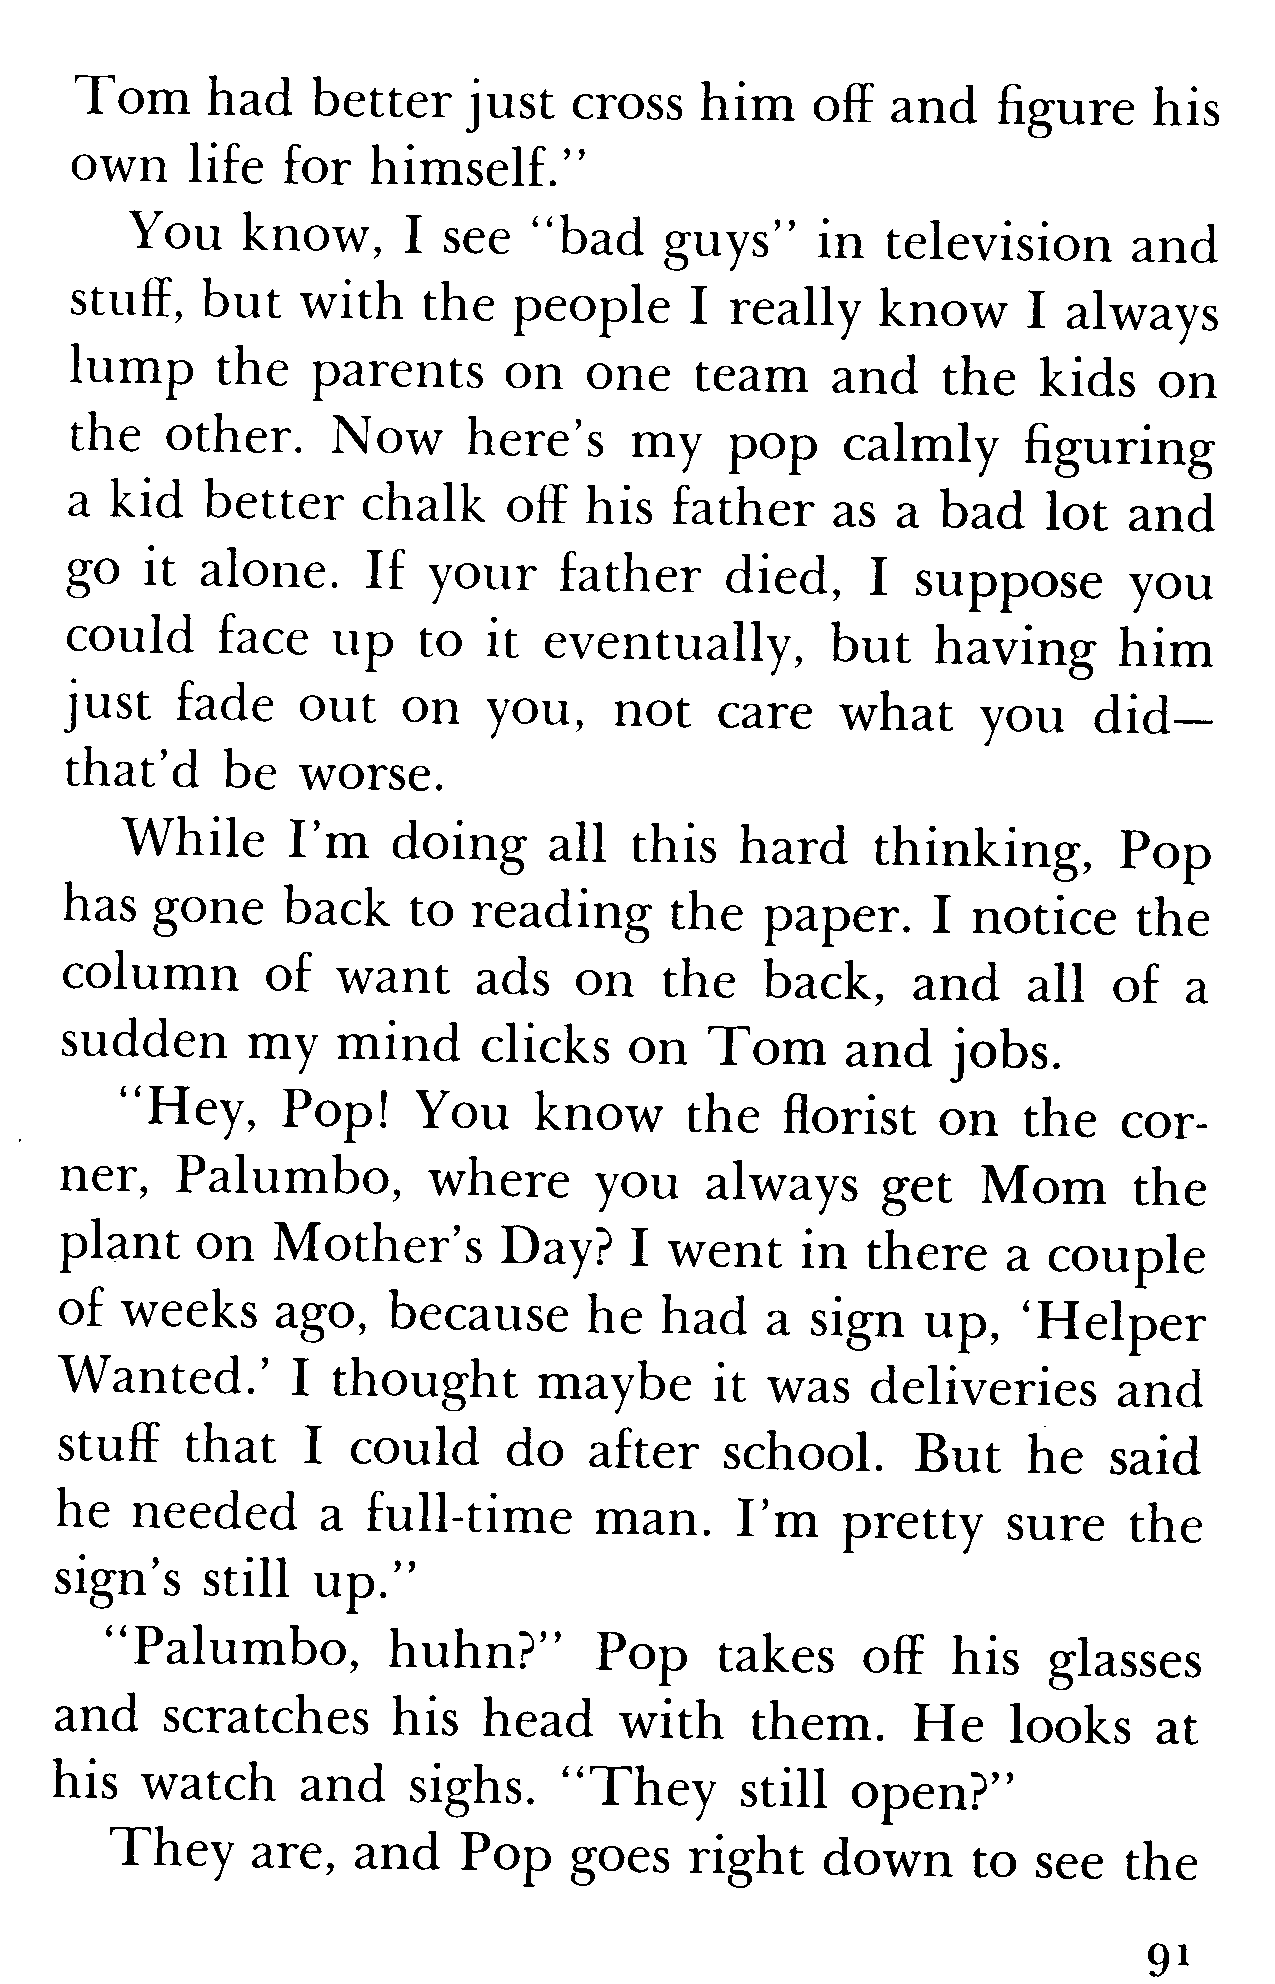 Tom had better just cross him off and figure his
own life for himself.”
You know, I see “bad guys” in television and
stuff, but with the people I really know I always
lump the parents on one team and the kids on
the other. Now here’s my pop calmly figuring
a kid better chalk off his father as a bad lot and
go it alone. If your father died, I suppose you
could face up to it eventually, but having him
just fade out on you, not care what you did—
that’d be worse.
While I’m doing all this hard thinking, Pop
has gone back to reading the paper. I notice the
column of want ads on the back, and all of a
sudden my mind clicks on Tom and jobs.
“Hey, Pop! You know the florist on the cor-
ner, Palumbo, where you always get Mom the
plant on Mother’s Day? I went in there a couple
of weeks ago, because he had a sign up, ‘Helper
Wanted.’ I thought maybe it was deliveries and
stuff that I could do after school. But he said
he needed a full-time man. I’m pretty sure the
sign’s still up.”
“Palumbo, huhn?” Pop takes off his glasses
and scratches his head with them. He looks at
his watch and sighs. “They still open?”
They are, and Pop goes right down to see the
91